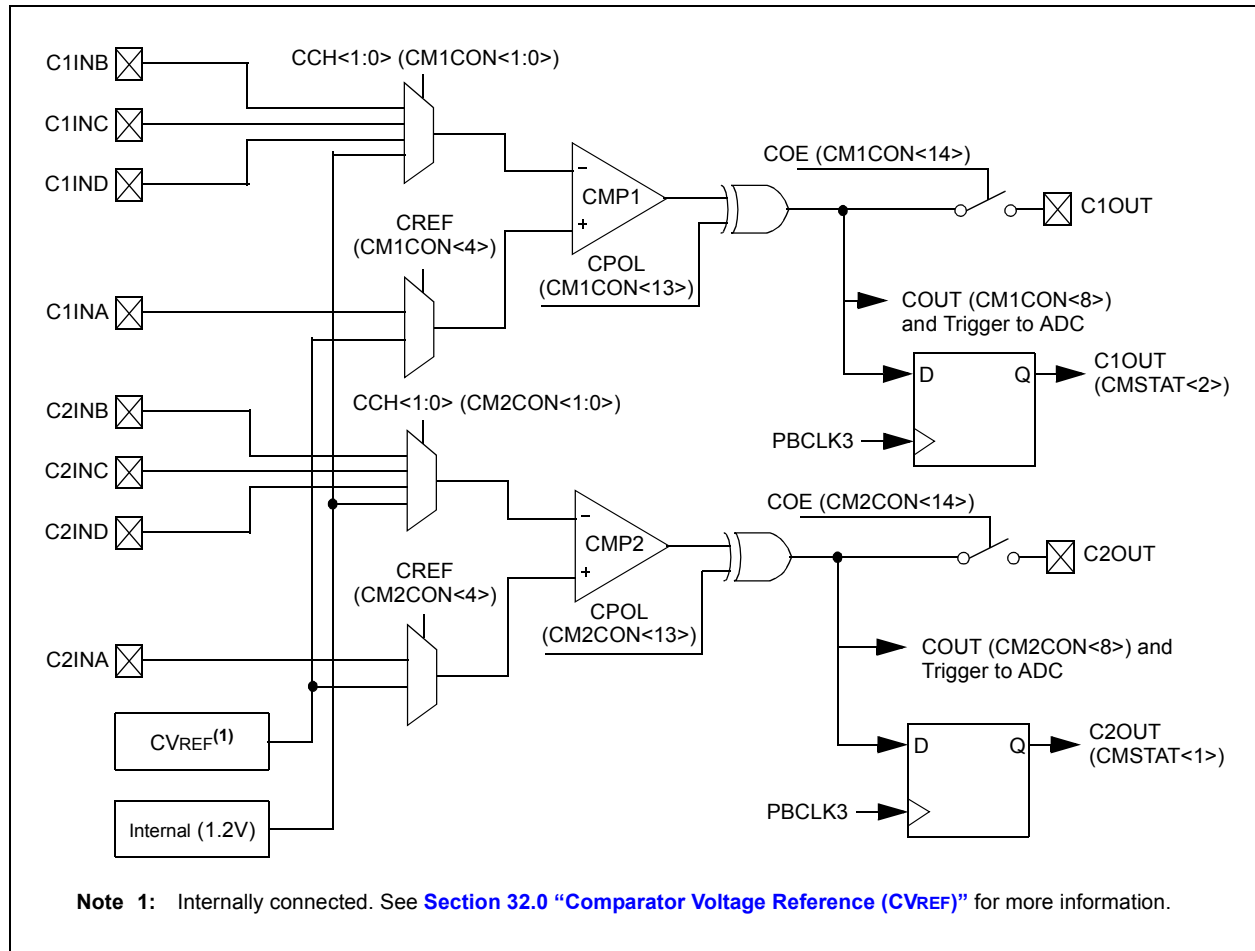 C1INB
CCH<1:0> (CM1CON<1:0>)
C1INC
C1IND
COE (CM1CON<14>)
–
CMP1
+
C1OUT
CREF
(CM1CON<4>)
CPOL
(CM1CON<13>)
C1INA
COUT (CM1CON<8>)
and Trigger to ADC
D
Q
C1OUT
(CMSTAT<2>)
PBCLK3
C2INB
CCH<1:0> (CM2CON<1:0>)
C2INC
C2IND
COE (CM2CON<14>)
–
CMP2
+
C2OUT
CREF
(CM2CON<4>)
CPOL
(CM2CON<13>)
C2INA
COUT (CM2CON<8>) and
Trigger to ADC
CVREF(1)
D
Q
C2OUT
(CMSTAT<1>)
PBCLK3
Internal (1.2V)
Note 1: Internally connected. See Section 32.0 “Comparator Voltage Reference (CVREF)” for more information.